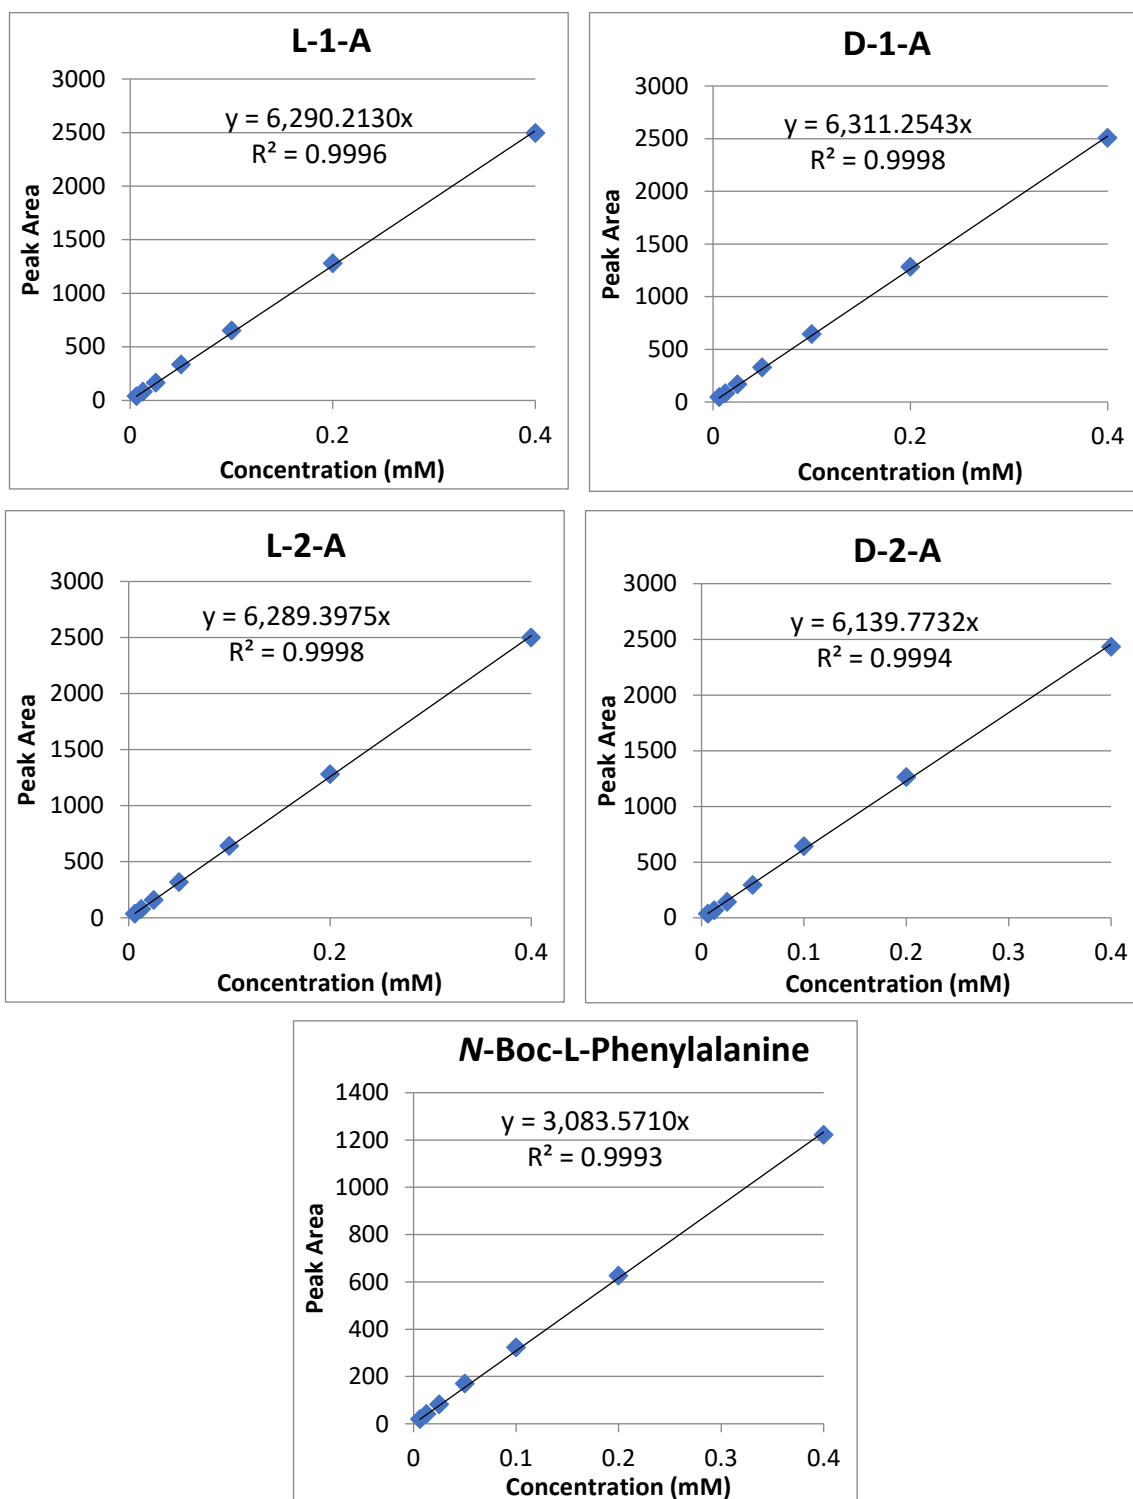 L-1-A
y = 6,290.2130x
R² = 0.9996
3000
2500
2000
1500
1000
500
0
Peak Area
0 0.2 0.4
Concentration (mM)
D-1-A
y = 6,311.2543x
R² = 0.9998
3000
2500
2000
1500
1000
500
0
Peak Area
0 0.2 0.4
Concentration (mM)
L-2-A
y = 6,289.3975x
R² = 0.9998
3000
2500
2000
1500
1000
500
0
Peak Area
0 0.2 0.4
Concentration (mM)
D-2-A
y = 6,139.7732x
R² = 0.9994
3000
2500
2000
1500
1000
500
0
Peak Area
0 0.1 0.2 0.3 0.4
Concentration (mM)
N-Boc-L-Phenylalanine
y = 3,083.5710x
R² = 0.9993
1400
1200
1000
800
600
400
200
0
Peak Area
0 0.1 0.2 0.3 0.4
Concentration (mM)